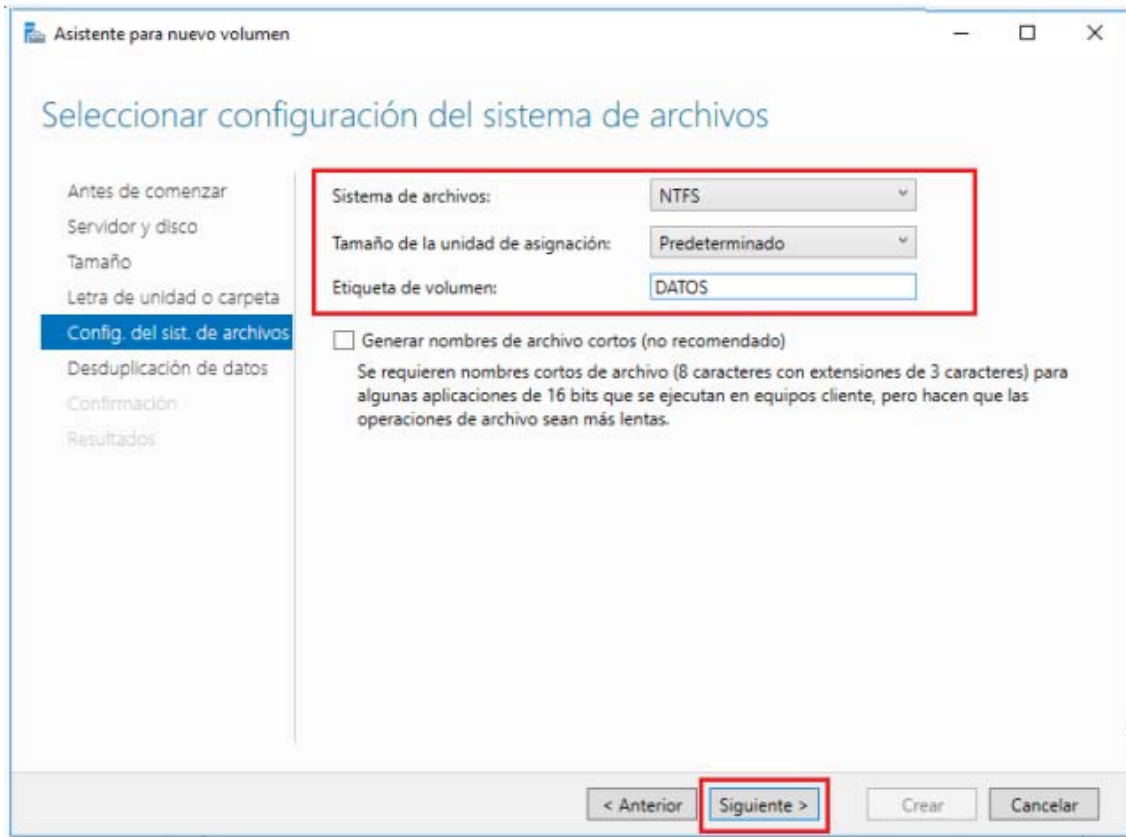 Asistente para nuevo volumen
Seleccionar configuración del sistema de archivos
Antes de comenzar
Servidor y disco
Tamaño
Letra de unidad o carpeta
Config. del sist. de archivos
Desduplicación de datos
Confirmación
Resultados
Sistema de archivos: NTFS
Tamaño de la unidad de asignación: Predeterminado
Etiqueta de volumen: DATOS
Generar nombres de archivo cortos (no recomendado)
Se requieren nombres cortos de archivo (8 caracteres con extensiones de 3 caracteres) para
algunas aplicaciones de 16 bits que se ejecutan en equipos cliente, pero hacen que las
operaciones de archivo sean más lentas.
< Anterior Siguiente > Crear Cancelar